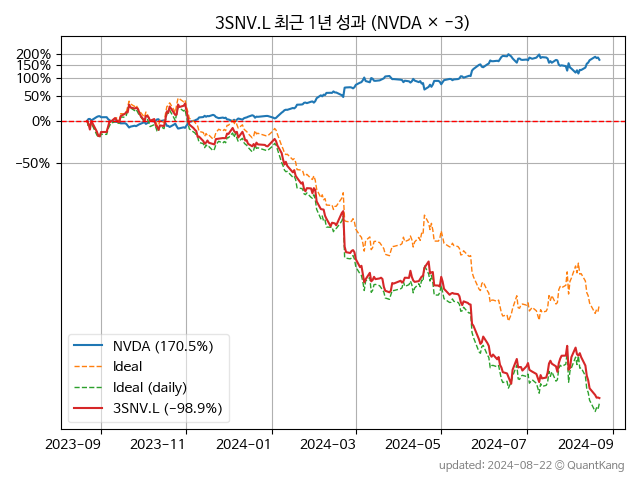 3SNV.L 최근 1년 성과 (NVDA × −3)
200%
150%
100%
50%
0%
−50%
NVDA (170.5%)
Ideal
Ideal (daily)
3SNV.L (−98.9%)
2023-09
2023-11
2024-01
2024-03
2024-05
2024-07
2024-09
updated: 2024-08-22 ⓒ QuantKang